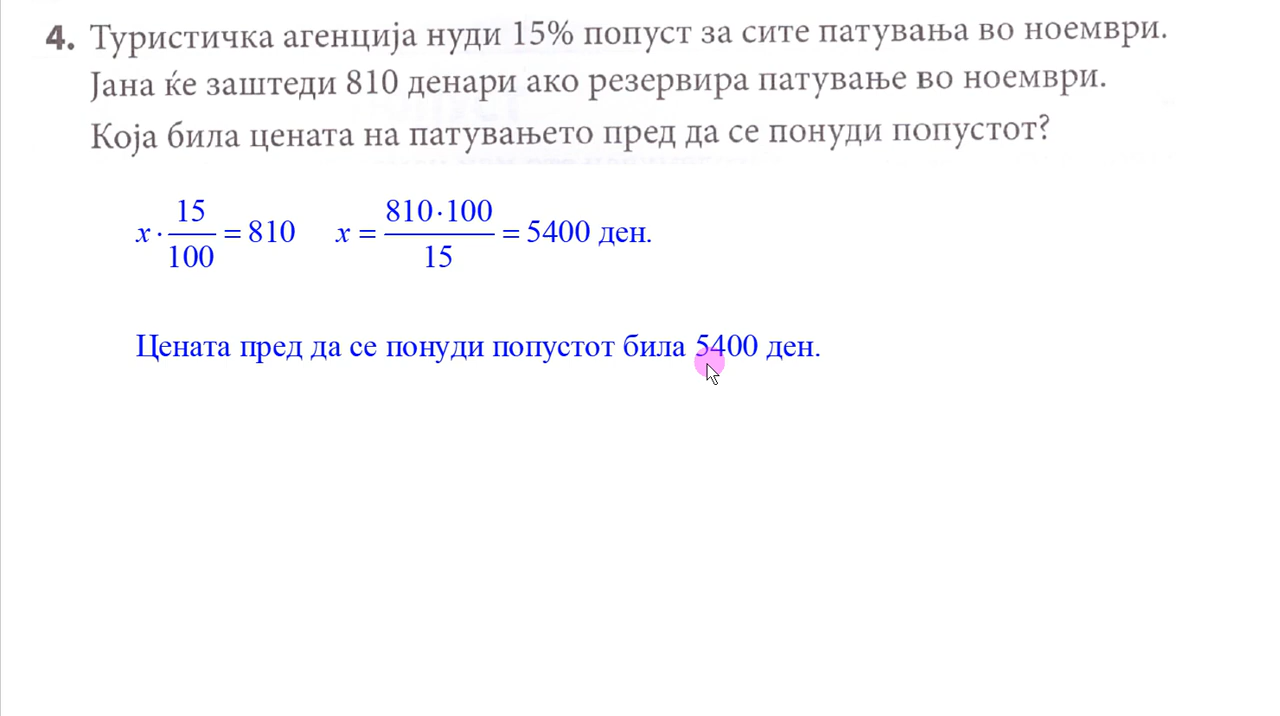 4. Туристичка агенција нуди 15% попуст за сите патувања во ноември.
Јана ќе заштеди 810 денари ако резервира патување во ноември.
Која била цената на патувањето пред да се понуди попустот?
x · 15/100 = 810 x = 810·100/15 = 5400 ден.
Цената пред да се понуди попустот била 5400 ден.